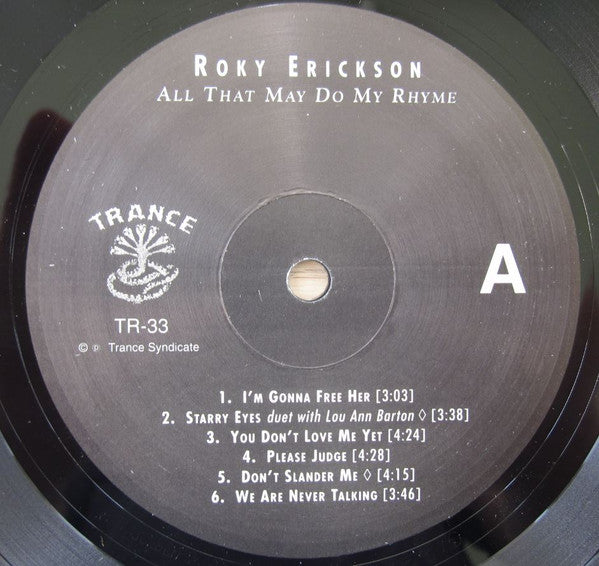 ROKY ERICKSON
ALL THAT MAY DO MY RHYME
TRANCE
A
TR-33
© ℗ Trance Syndicate
1. I'M GONNA FREE HER [3:03]
2. STARRY EYES duet with Lou Ann Barton ◊ [3:38]
3. YOU DON'T LOVE ME YET [4:24]
4. PLEASE JUDGE [4:28]
5. DON'T SLANDER ME ◊ [4:15]
6. WE ARE NEVER TALKING [3:46]